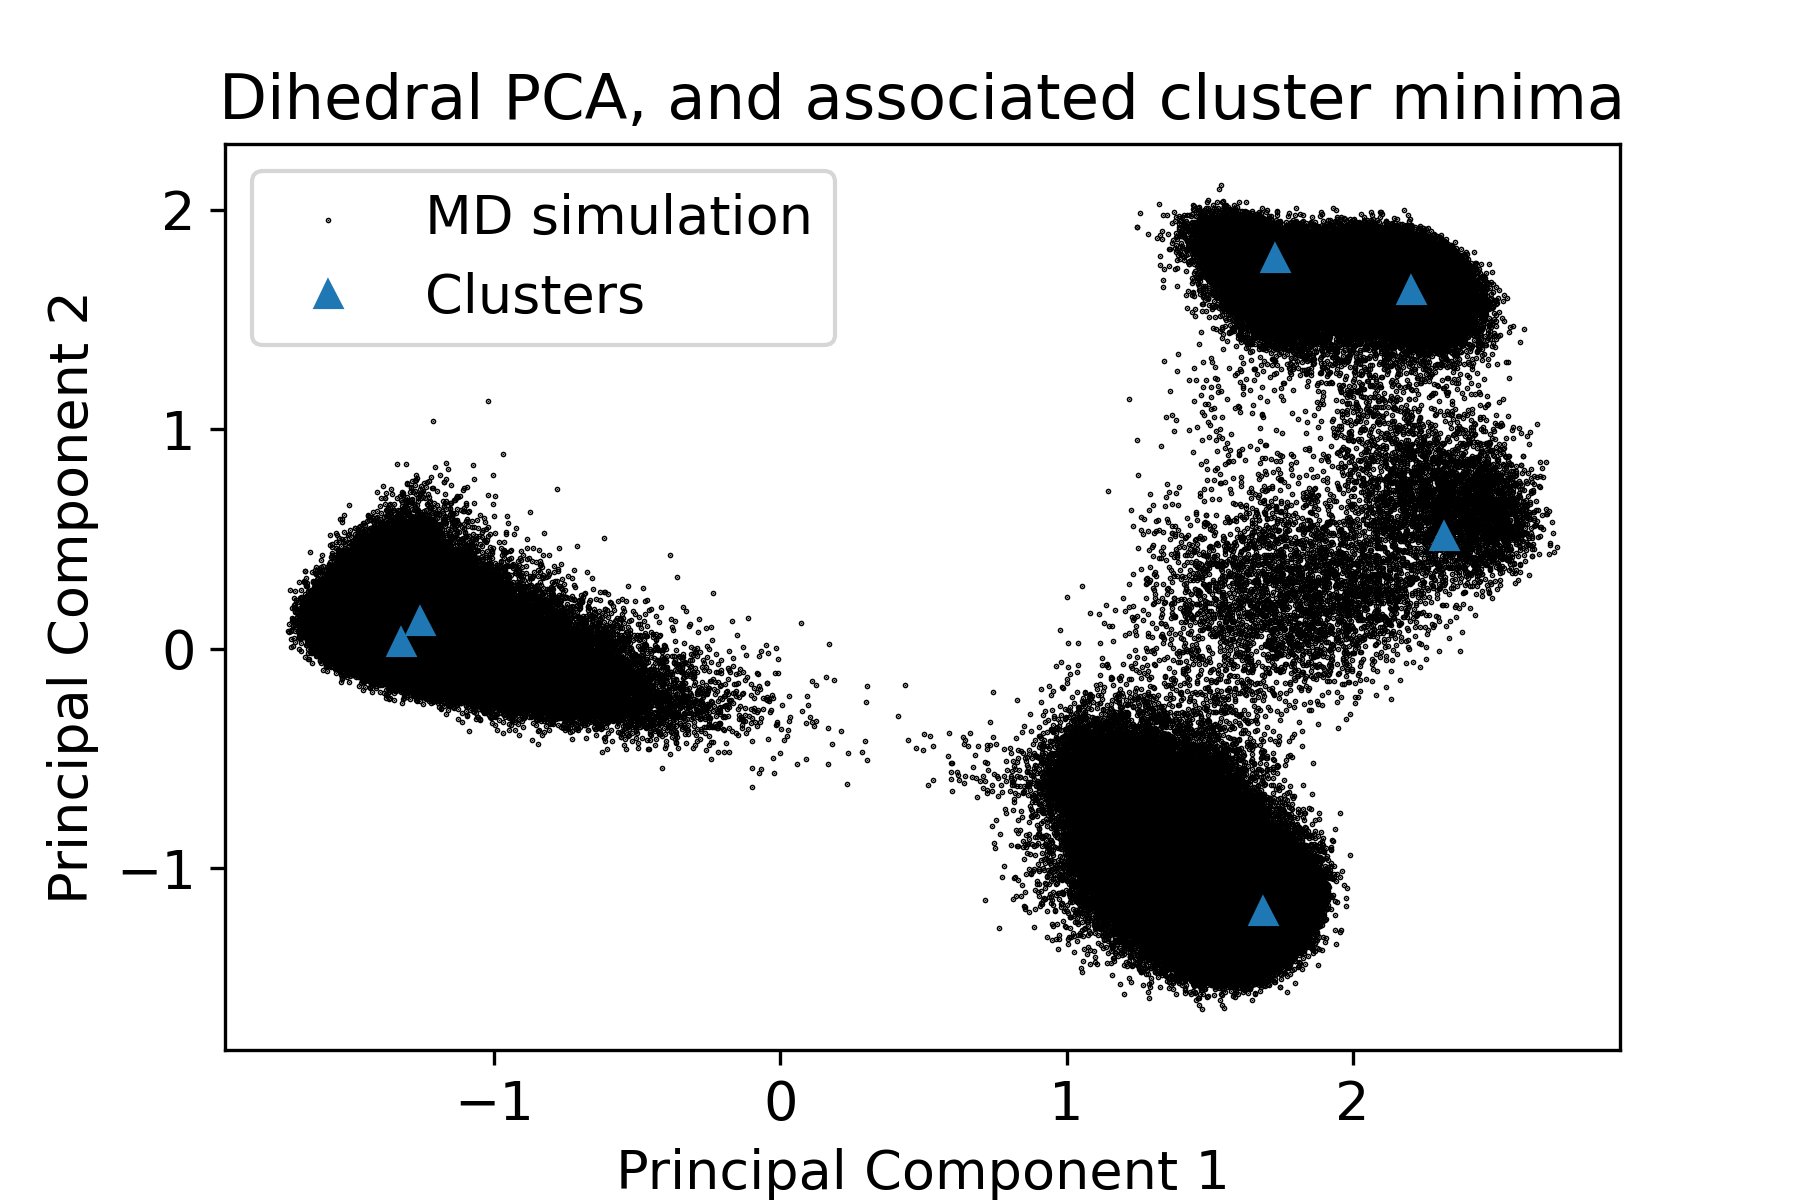 Dihedral PCA, and associated cluster minima
MD simulation
Clusters
Principal Component 2
2
1
0
−1
−1
0
1
2
Principal Component 1